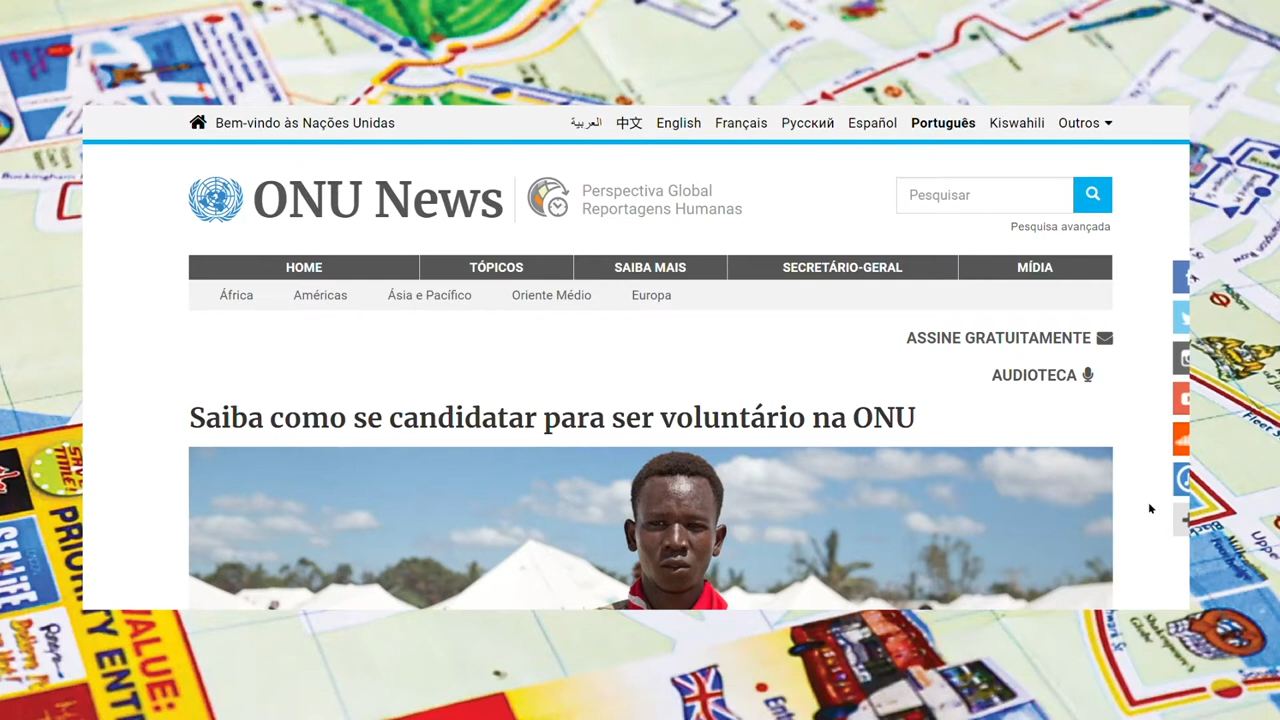 Bem-vindo às Nações Unidas
العربية 中文 English Français Русский Español Português Kiswahili Outros
ONU News
Perspectiva Global
Reportagens Humanas
Pesquisar
Pesquisa avançada
HOME TÓPICOS SAIBA MAIS SECRETÁRIO-GERAL MÍDIA
África Américas Ásia e Pacífico Oriente Médio Europa
ASSINE GRATUITAMENTE
AUDIOTECA
Saiba como se candidatar para ser voluntário na ONU
Fleet S
TIME!
VALUE: